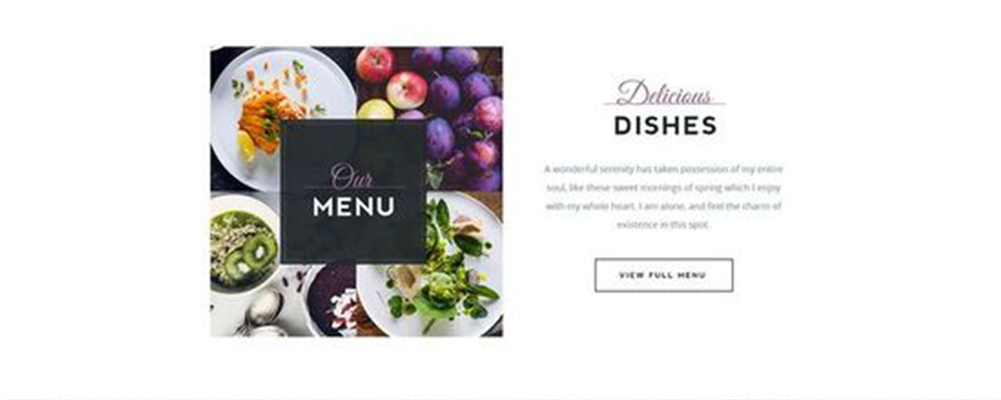 Our
MENU
Delicious
DISHES
A wonderful serenity has taken possession of my entire
soul, like these sweet mornings of spring which I enjoy
with my whole heart. I am alone, and feel the charm of
existence in this spot.
VIEW FULL MENU